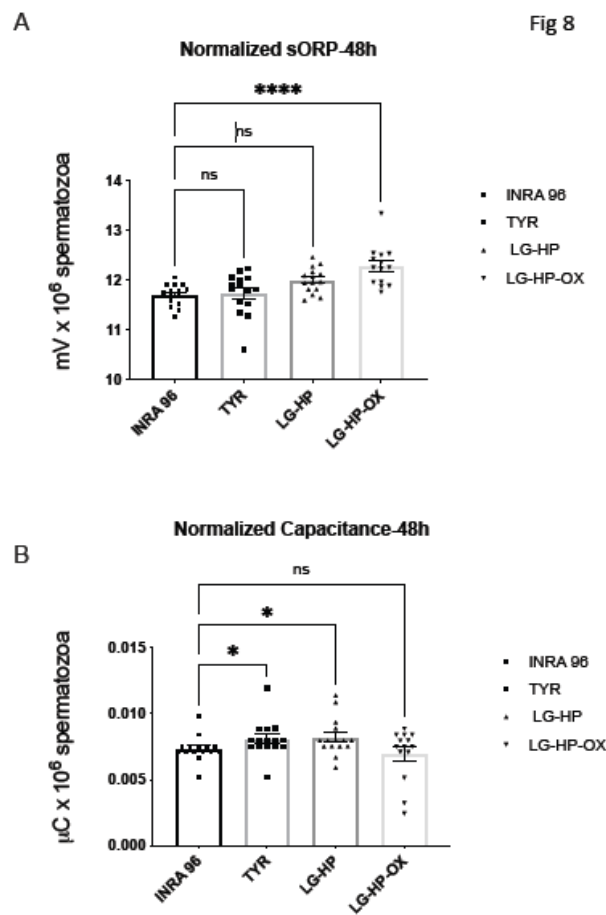 A
Fig 8
Normalized sORP-48h
****
ns
ns
mV x 10⁶ spermatozoa
14
13
12
11
10
INRA 96
TYR
LG-HP
LG-HP-OX
INRA 96
TYR
LG-HP
LG-HP-OX
B
Normalized Capacitance-48h
ns
*
*
µC x 10⁶ spermatozoa
0.015
0.010
0.005
0.000
INRA 96
TYR
LG-HP
LG-HP-OX
INRA 96
TYR
LG-HP
LG-HP-OX